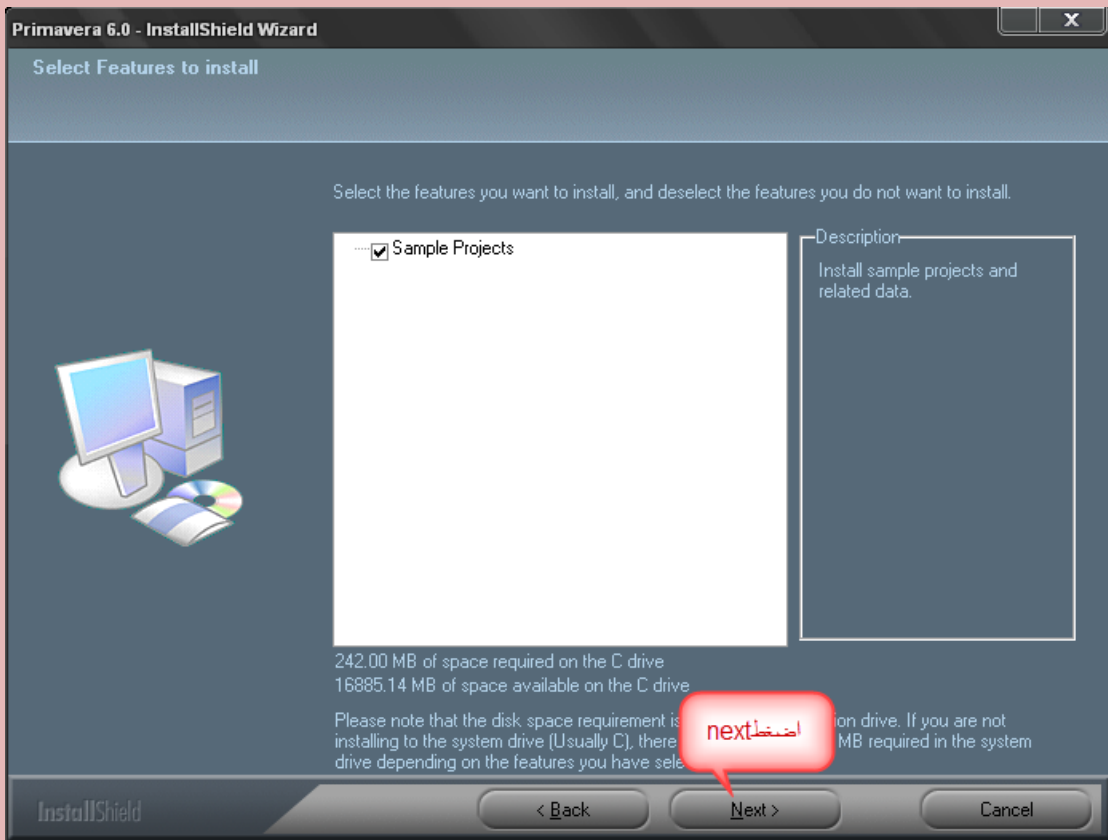 Primavera 6.0 - InstallShield Wizard
X
Select Features to install
Select the features you want to install, and deselect the features you do not want to install.
Sample Projects
Description
Install sample projects and
related data.
242.00 MB of space required on the C drive
16885.14 MB of space available on the C drive
Please note that the disk space requirement is ion drive. If you are not
installing to the system drive (Usually C), there MB required in the system
drive depending on the features you have sele
اضغط next
InstallShield
< Back
Next >
Cancel